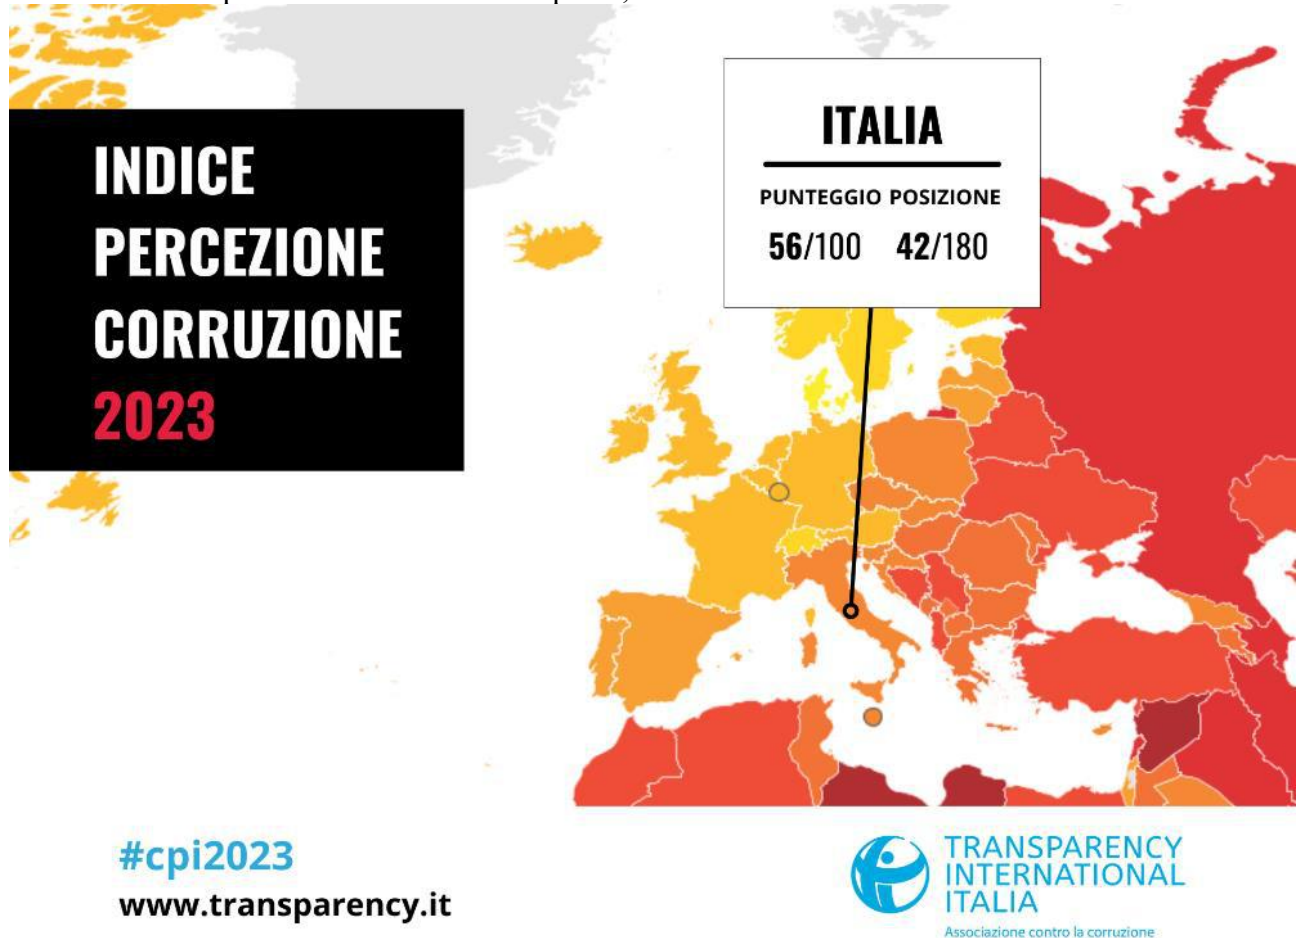 INDICE
PERCEZIONE
CORRUZIONE
2023
ITALIA
PUNTEGGIO POSIZIONE
56/100 42/180
#cpi2023
www.transparency.it
TRANSPARENCY
INTERNATIONAL
ITALIA
Associazione contro la corruzione